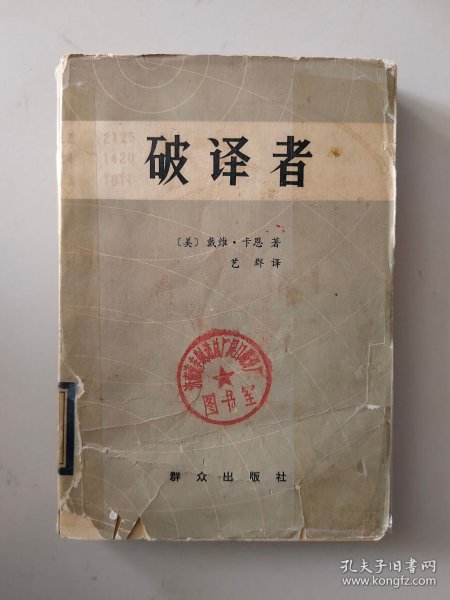 2125
1420
破译者
〔美〕戴维·卡恩 著
艺群 译
图书室
群众出版社
孔夫子旧书网
www.kongfz.com